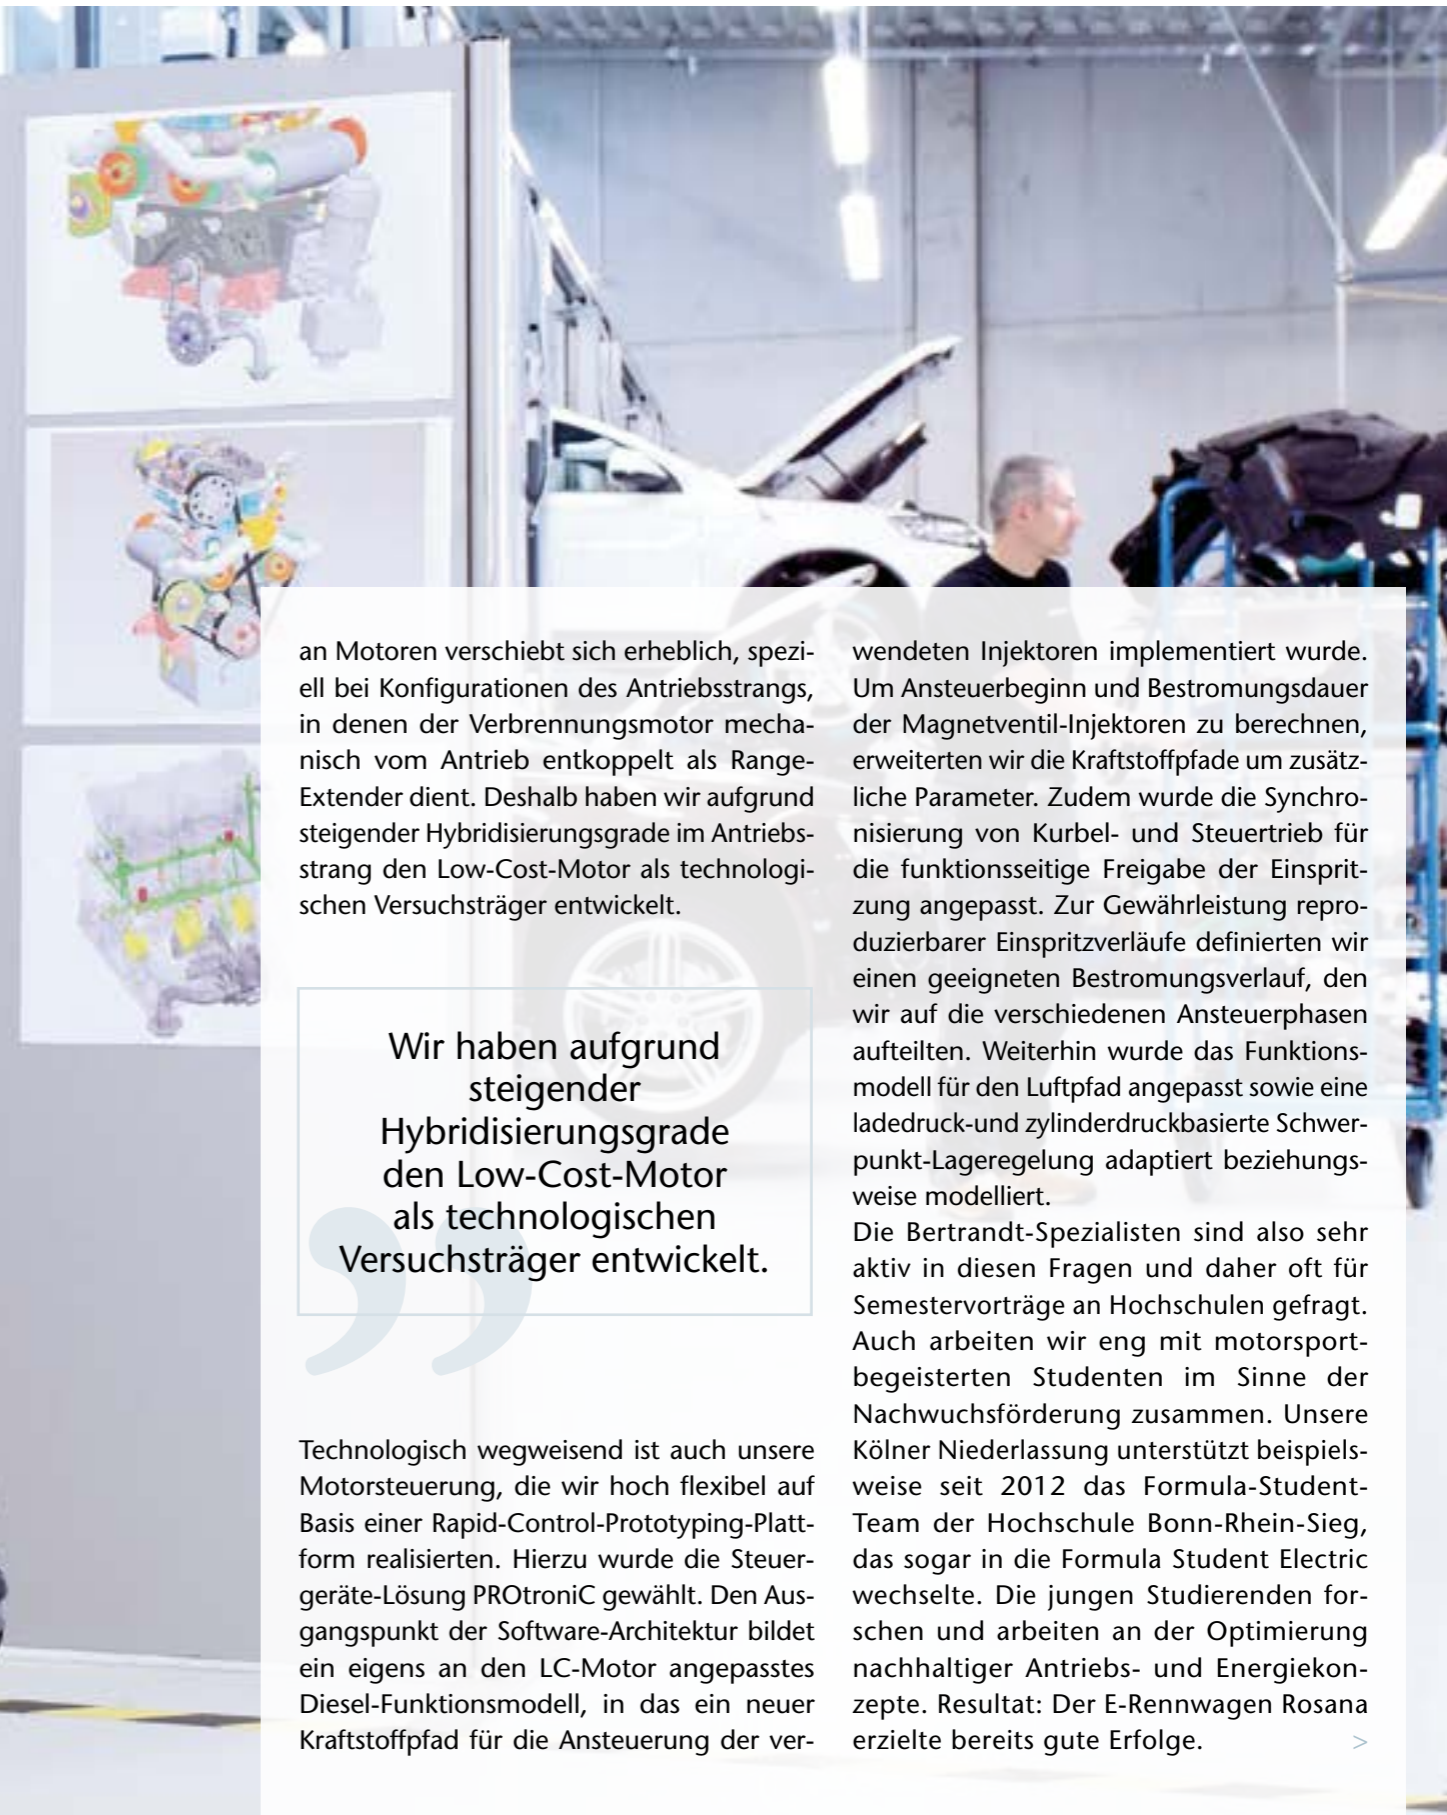 an Motoren verschiebt sich erheblich, spezi-
ell bei Konfigurationen des Antriebsstrangs,
in denen der Verbrennungsmotor mecha-
nisch vom Antrieb entkoppelt als Range-
Extender dient. Deshalb haben wir aufgrund
steigender Hybridisierungsgrade im Antriebs-
strang den Low-Cost-Motor als technologi-
schen Versuchsträger entwickelt.
Wir haben aufgrund
steigender
Hybridisierungsgrade
den Low-Cost-Motor
als technologischen
Versuchsträger entwickelt.
”
Technologisch wegweisend ist auch unsere
Motorsteuerung, die wir hoch flexibel auf
Basis einer Rapid-Control-Prototyping-Platt-
form realisierten. Hierzu wurde die Steuer-
geräte-Lösung PROtroniC gewählt. Den Aus-
gangspunkt der Software-Architektur bildet
ein eigens an den LC-Motor angepasstes
Diesel-Funktionsmodell, in das ein neuer
Kraftstoffpfad für die Ansteuerung der ver-
wendeten Injektoren implementiert wurde.
Um Ansteuerbeginn und Bestromungsdauer
der Magnetventil-Injektoren zu berechnen,
erweiterten wir die Kraftstoffpfade um zusätz-
liche Parameter. Zudem wurde die Synchro-
nisierung von Kurbel- und Steuertrieb für
die funktionsseitige Freigabe der Einsprit-
zung angepasst. Zur Gewährleistung repro-
duzierbarer Einspritzverläufe definierten wir
einen geeigneten Bestromungsverlauf, den
wir auf die verschiedenen Ansteuerphasen
aufteilten. Weiterhin wurde das Funktions-
modell für den Luftpfad angepasst sowie eine
ladedruck-und zylinderdruckbasierte Schwer-
punkt-Lageregelung adaptiert beziehungs-
weise modelliert.
Die Bertrandt-Spezialisten sind also sehr
aktiv in diesen Fragen und daher oft für
Semestervorträge an Hochschulen gefragt.
Auch arbeiten wir eng mit motorsport-
begeisterten Studenten im Sinne der
Nachwuchsförderung zusammen. Unsere
Kölner Niederlassung unterstützt beispiels-
weise seit 2012 das Formula-Student-
Team der Hochschule Bonn-Rhein-Sieg,
das sogar in die Formula Student Electric
wechselte. Die jungen Studierenden for-
schen und arbeiten an der Optimierung
nachhaltiger Antriebs- und Energiekon-
zepte. Resultat: Der E-Rennwagen Rosana
erzielte bereits gute Erfolge. >